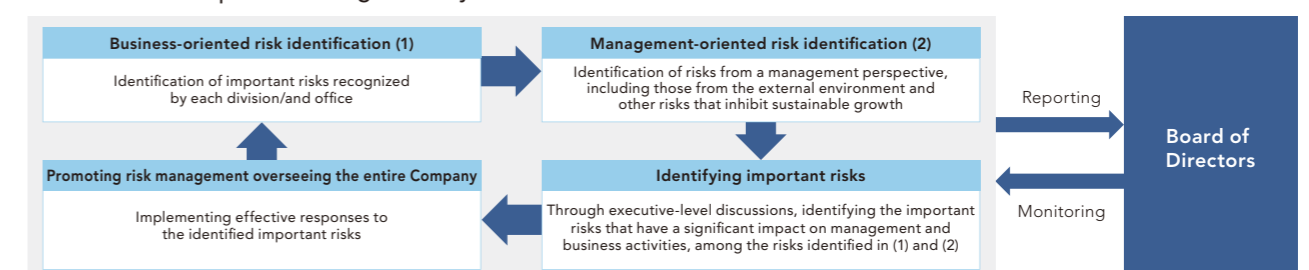 Business-oriented risk identification (1)
Identification of important risks recognized
by each division/and office
Management-oriented risk identification (2)
Identification of risks from a management perspective,
including those from the external environment and
other risks that inhibit sustainable growth
Reporting
Board of
Directors
Monitoring
Promoting risk management overseeing the entire Company
Implementing effective responses to
the identified important risks
Identifying important risks
Through executive-level discussions, identifying the important
risks that have a significant impact on management and
business activities, among the risks identified in (1) and (2)